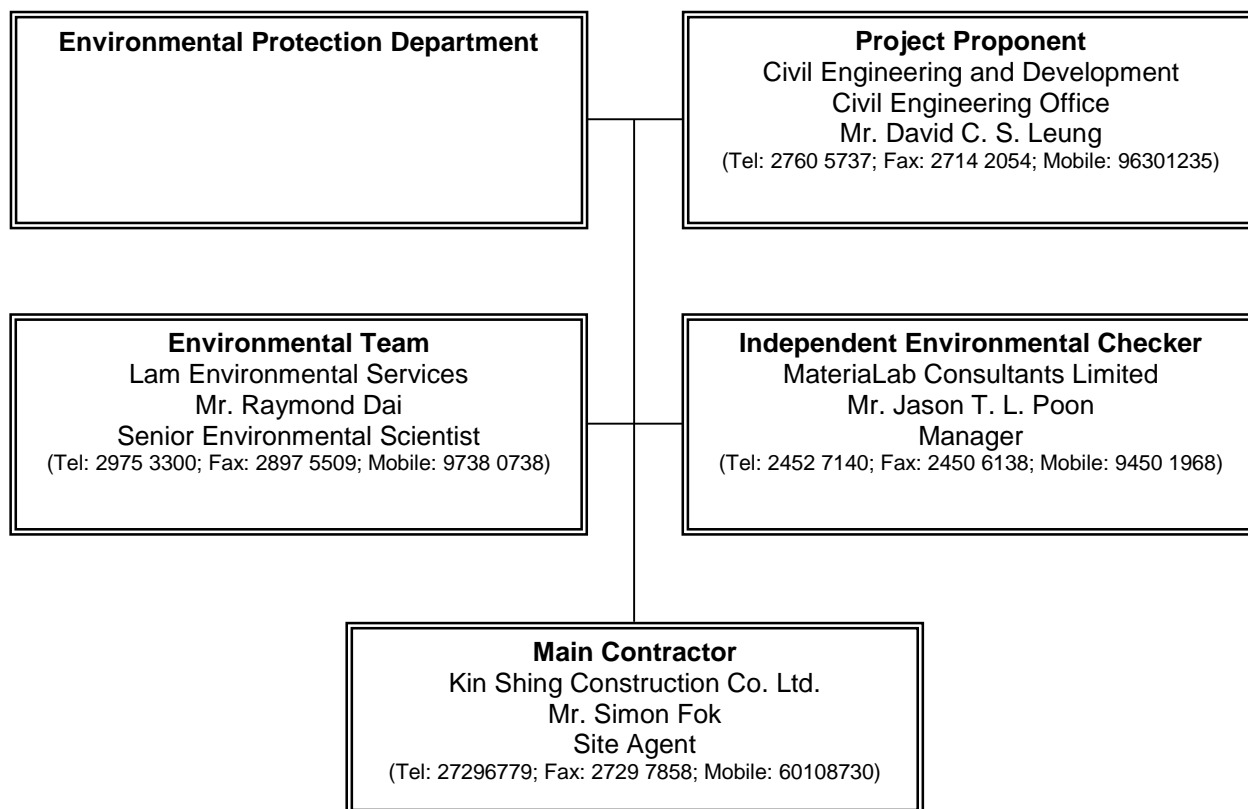 Environmental Protection Department
Project Proponent
Civil Engineering and Development
Civil Engineering Office
Mr. David C. S. Leung
(Tel: 2760 5737; Fax: 2714 2054; Mobile: 96301235)
Environmental Team
Lam Environmental Services
Mr. Raymond Dai
Senior Environmental Scientist
(Tel: 2975 3300; Fax: 2897 5509; Mobile: 9738 0738)
Independent Environmental Checker
MateriaLab Consultants Limited
Mr. Jason T. L. Poon
Manager
(Tel: 2452 7140; Fax: 2450 6138; Mobile: 9450 1968)
Main Contractor
Kin Shing Construction Co. Ltd.
Mr. Simon Fok
Site Agent
(Tel: 27296779; Fax: 2729 7858; Mobile: 60108730)